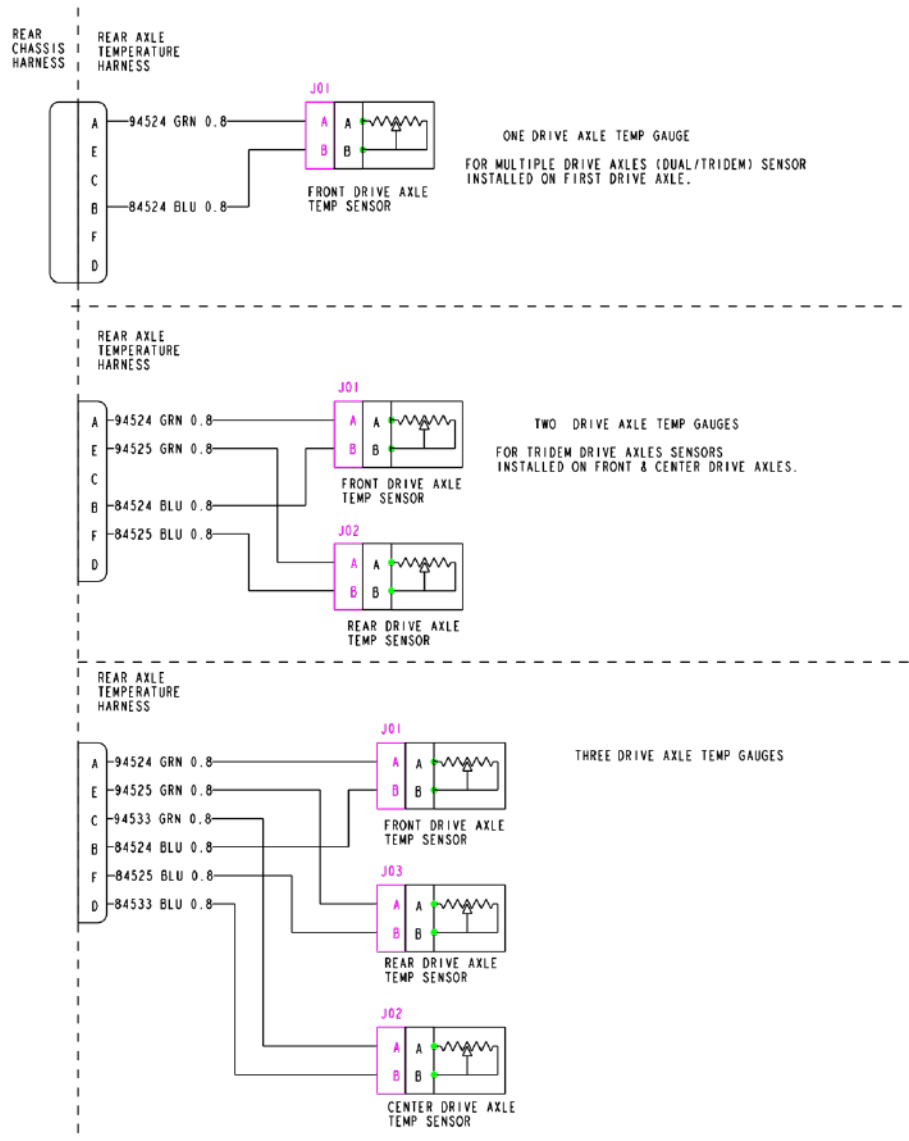 REAR
CHASSIS
HARNESS
REAR AXLE
TEMPERATURE
HARNESS
J01
A 94524 GRN 0.8 A A
E B B
C
B 84524 BLU 0.8
F
D
FRONT DRIVE AXLE
TEMP SENSOR
ONE DRIVE AXLE TEMP GAUGE
FOR MULTIPLE DRIVE AXLES (DUAL/TRIDEM) SENSOR
INSTALLED ON FIRST DRIVE AXLE.
REAR AXLE
TEMPERATURE
HARNESS
J01
A 94524 GRN 0.8 A A
E 94525 GRN 0.8 B B
C
B 84524 BLU 0.8
F 84525 BLU 0.8
D
FRONT DRIVE AXLE
TEMP SENSOR
TWO DRIVE AXLE TEMP GAUGES
FOR TRIDEM DRIVE AXLES SENSORS
INSTALLED ON FRONT & CENTER DRIVE AXLES.
J02
A A
B B
REAR DRIVE AXLE
TEMP SENSOR
REAR AXLE
TEMPERATURE
HARNESS
J01
A 94524 GRN 0.8 A A
E 94525 GRN 0.8 B B
C 94533 GRN 0.8
B 84524 BLU 0.8
F 84525 BLU 0.8
D 84533 BLU 0.8
FRONT DRIVE AXLE
TEMP SENSOR
THREE DRIVE AXLE TEMP GAUGES
J03
A A
B B
REAR DRIVE AXLE
TEMP SENSOR
J02
A A
B B
CENTER DRIVE AXLE
TEMP SENSOR